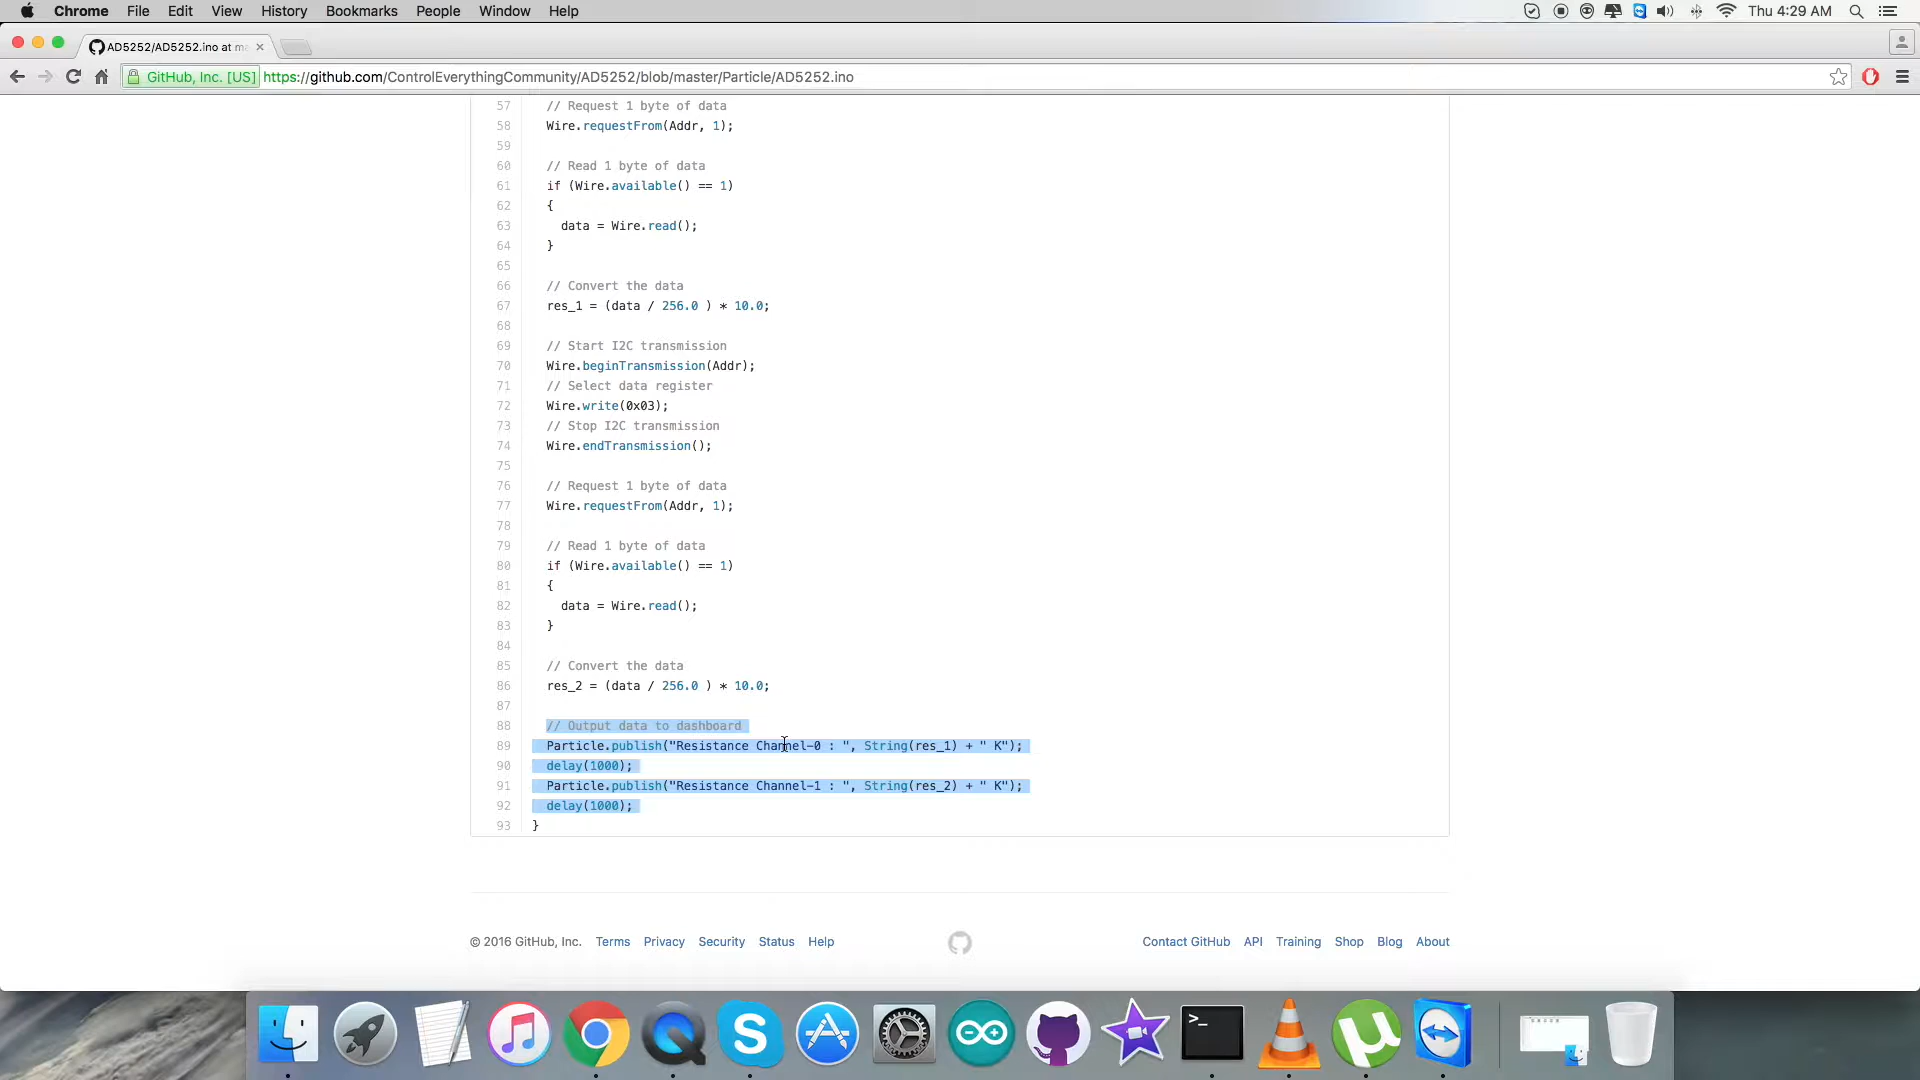 Chrome File Edit View History Bookmarks People Window Help Thu 4:29 AM
AD5252/AD5252.ino at ma
GitHub, Inc. [US] https://github.com/ControlEverythingCommunity/AD5252/blob/master/Particle/AD5252.ino
57 // Request 1 byte of data
58 Wire.requestFrom(Addr, 1);
59
60 // Read 1 byte of data
61 if (Wire.available() == 1)
62 {
63 data = Wire.read();
64 }
65
66 // Convert the data
67 res_1 = (data / 256.0 ) * 10.0;
68
69 // Start I2C transmission
70 Wire.beginTransmission(Addr);
71 // Select data register
72 Wire.write(0x03);
73 // Stop I2C transmission
74 Wire.endTransmission();
75
76 // Request 1 byte of data
77 Wire.requestFrom(Addr, 1);
78
79 // Read 1 byte of data
80 if (Wire.available() == 1)
81 {
82 data = Wire.read();
83 }
84
85 // Convert the data
86 res_2 = (data / 256.0 ) * 10.0;
87
88 // Output data to dashboard
89 Particle.publish("Resistance Channel-0 : ", String(res_1) + " K");
90 delay(1000);
91 Particle.publish("Resistance Channel-1 : ", String(res_2) + " K");
92 delay(1000);
93 }
© 2016 GitHub, Inc. Terms Privacy Security Status Help Contact GitHub API Training Shop Blog About